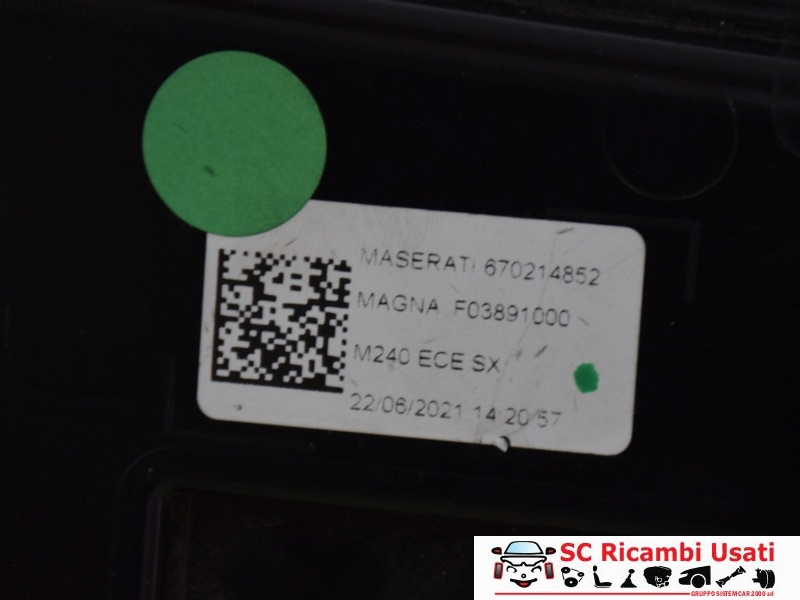 MASERATI 670214852
MAGNA F03891000
M240 ECE SX
22/06/2021 14 20:57
SC Ricambi Usati
GRUPPO SISTEMCAR 2000 srl